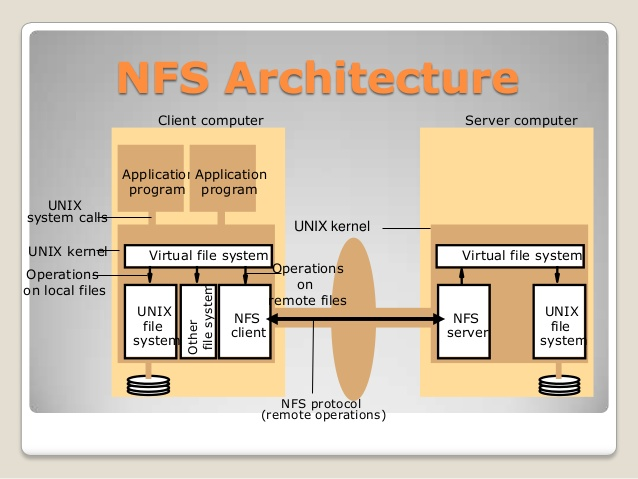 NFS Architecture
Client computer
Server computer
Application
program
Application
program
UNIX
system calls
UNIX kernel
UNIX kernel
Virtual file system
Virtual file system
Operations
on local files
Operations
on
remote files
UNIX
file
system
Other
file system
NFS
client
NFS
server
UNIX
file
system
NFS protocol
(remote operations)